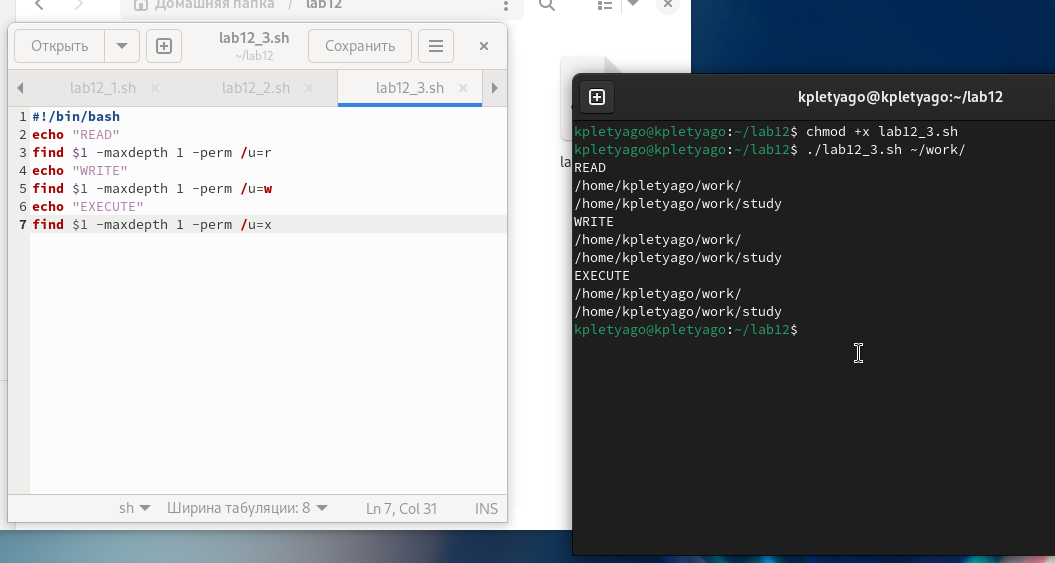 Домашняя папка / lab12
Открыть
lab12_3.sh
~/lab12
Сохранить
lab12_1.sh
lab12_2.sh
lab12_3.sh
1 #!/bin/bash
2 echo "READ"
3 find $1 -maxdepth 1 -perm /u=r
4 echo "WRITE"
5 find $1 -maxdepth 1 -perm /u=w
6 echo "EXECUTE"
7 find $1 -maxdepth 1 -perm /u=x
sh
Ширина табуляции: 8
Ln 7, Col 31
INS
la
kpletyago@kpletyago:~/lab12
kpletyago@kpletyago:~/lab12$ chmod +x lab12_3.sh
kpletyago@kpletyago:~/lab12$ ./lab12_3.sh ~/work/
READ
/home/kpletyago/work/
/home/kpletyago/work/study
WRITE
/home/kpletyago/work/
/home/kpletyago/work/study
EXECUTE
/home/kpletyago/work/
/home/kpletyago/work/study
kpletyago@kpletyago:~/lab12$